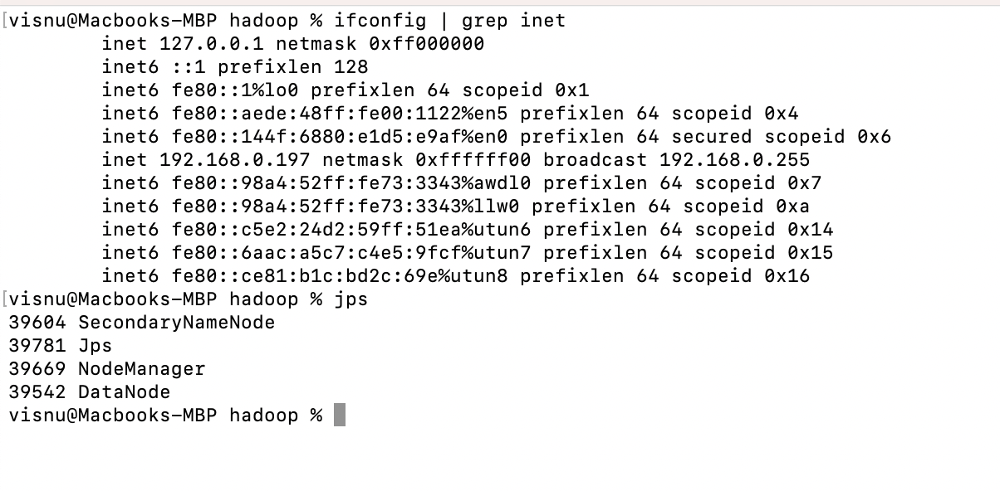 [visnu@Macbooks-MBP hadoop % ifconfig | grep inet
inet 127.0.0.1 netmask 0xff000000
inet6 ::1 prefixlen 128
inet6 fe80::1%lo0 prefixlen 64 scopeid 0x1
inet6 fe80::aede:48ff:fe00:1122%en5 prefixlen 64 scopeid 0x4
inet6 fe80::144f:6880:e1d5:e9af%en0 prefixlen 64 secured scopeid 0x6
inet 192.168.0.197 netmask 0xffffff00 broadcast 192.168.0.255
inet6 fe80::98a4:52ff:fe73:3343%awdl0 prefixlen 64 scopeid 0x7
inet6 fe80::98a4:52ff:fe73:3343%llw0 prefixlen 64 scopeid 0xa
inet6 fe80::c5e2:24d2:59ff:51ea%utun6 prefixlen 64 scopeid 0x14
inet6 fe80::6aac:a5c7:c4e5:9fcf%utun7 prefixlen 64 scopeid 0x15
inet6 fe80::ce81:b1c:bd2c:69e%utun8 prefixlen 64 scopeid 0x16
[visnu@Macbooks-MBP hadoop % jps
39604 SecondaryNameNode
39781 Jps
39669 NodeManager
39542 DataNode
visnu@Macbooks-MBP hadoop %